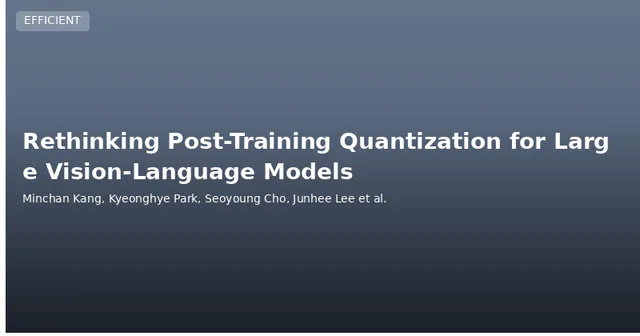 EFFICIENT
Rethinking Post-Training Quantization for Larg
e Vision-Language Models
Minchan Kang, Kyeonghye Park, Seoyoung Cho, Junhee Lee et al.